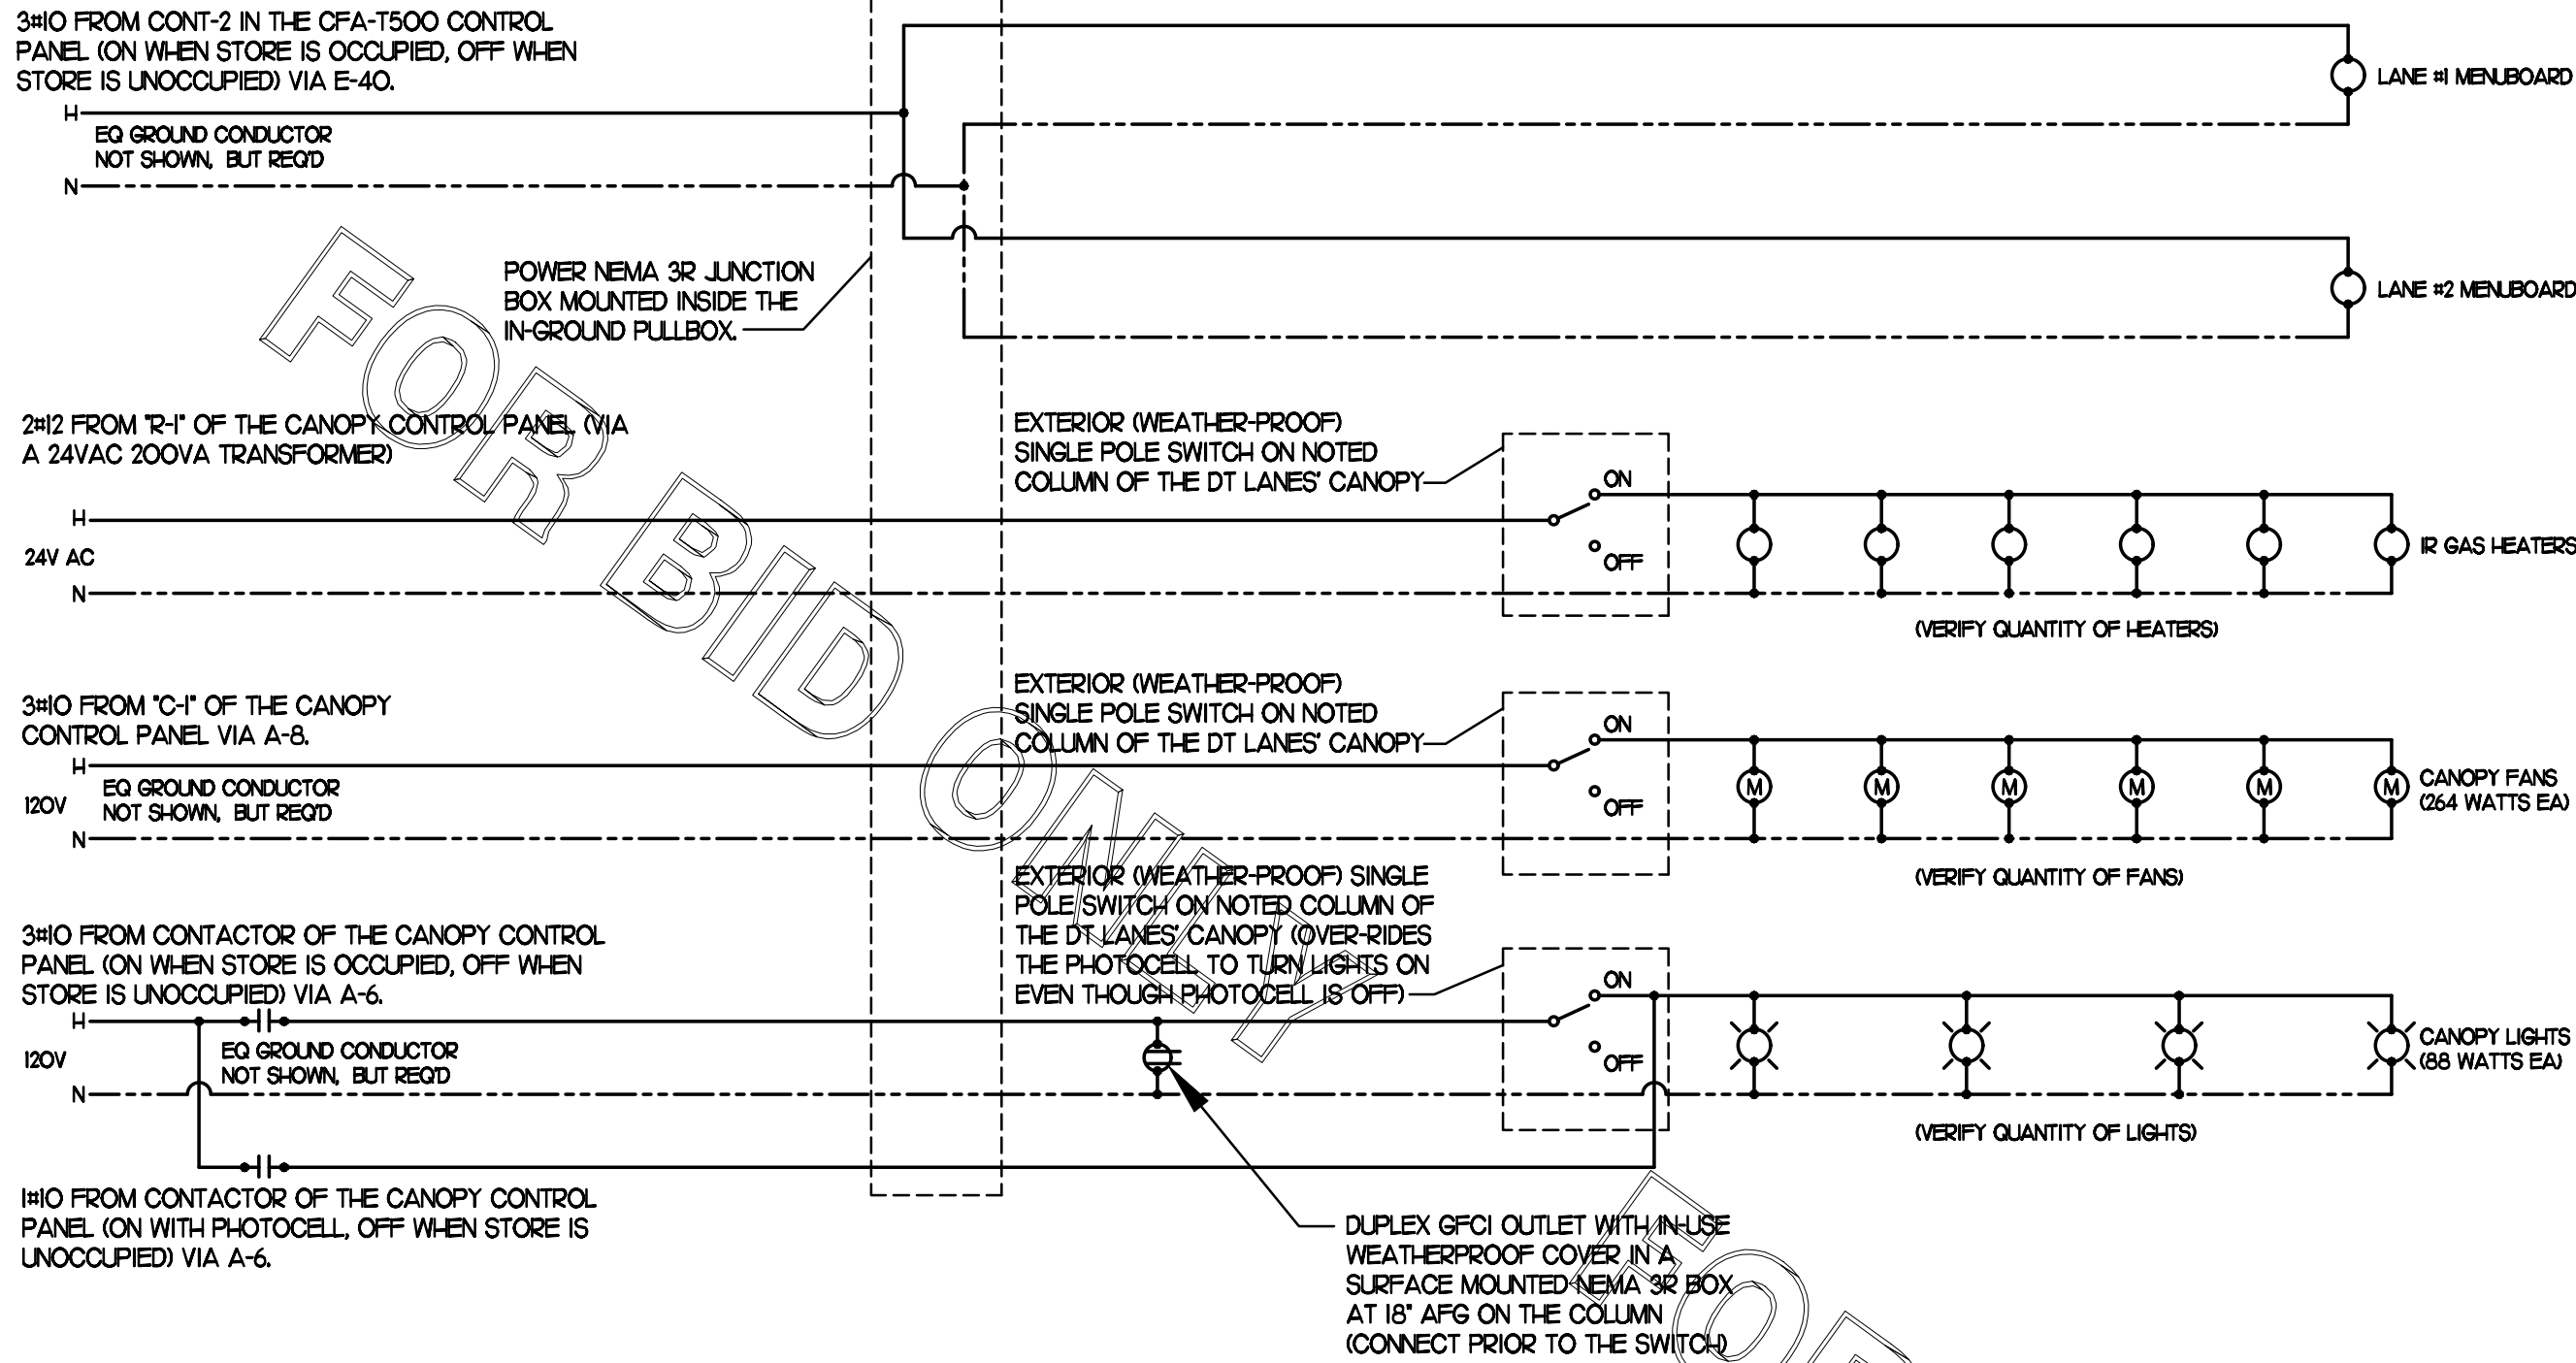 3#10 FROM CONT-2 IN THE CFA-T500 CONTROL
PANEL (ON WHEN STORE IS OCCUPIED, OFF WHEN
STORE IS UNOCCUPIED) VIA E-40.
H
EQ GROUND CONDUCTOR
NOT SHOWN, BUT REQ'D
N
LANE #1 MENUBOARD
POWER NEMA 3R JUNCTION
BOX MOUNTED INSIDE THE
IN-GROUND PULLBOX.
LANE #2 MENUBOARD
2#12 FROM "R-1" OF THE CANOPY CONTROL PANEL (VIA
A 24VAC 200VA TRANSFORMER)
H
24V AC
N
EXTERIOR (WEATHER-PROOF)
SINGLE POLE SWITCH ON NOTED
COLUMN OF THE DT LANES' CANOPY
ON
OFF
IR GAS HEATERS
(VERIFY QUANTITY OF HEATERS)
3#10 FROM "C-1" OF THE CANOPY
CONTROL PANEL VIA A-8.
H
EQ GROUND CONDUCTOR
120V
NOT SHOWN, BUT REQ'D
N
EXTERIOR (WEATHER-PROOF)
SINGLE POLE SWITCH ON NOTED
COLUMN OF THE DT LANES' CANOPY
ON
OFF
M M M M M M
CANOPY FANS
(264 WATTS EA)
(VERIFY QUANTITY OF FANS)
3#10 FROM CONTACTOR OF THE CANOPY CONTROL
PANEL (ON WHEN STORE IS OCCUPIED, OFF WHEN
STORE IS UNOCCUPIED) VIA A-6.
H
EQ GROUND CONDUCTOR
120V
NOT SHOWN, BUT REQ'D
N
EXTERIOR (WEATHER-PROOF) SINGLE
POLE SWITCH ON NOTED COLUMN OF
THE DT LANES' CANOPY (OVER-RIDES
THE PHOTOCELL TO TURN LIGHTS ON
EVEN THOUGH PHOTOCELL IS OFF)
ON
OFF
CANOPY LIGHTS
(88 WATTS EA)
(VERIFY QUANTITY OF LIGHTS)
1#10 FROM CONTACTOR OF THE CANOPY CONTROL
PANEL (ON WITH PHOTOCELL, OFF WHEN STORE IS
UNOCCUPIED) VIA A-6.
DUPLEX GFCI OUTLET WITH IN-USE
WEATHERPROOF COVER IN A
SURFACE MOUNTED NEMA 3R BOX
AT 18" AFG ON THE COLUMN
(CONNECT PRIOR TO THE SWITCH)
FOR BID ONLY
FOR